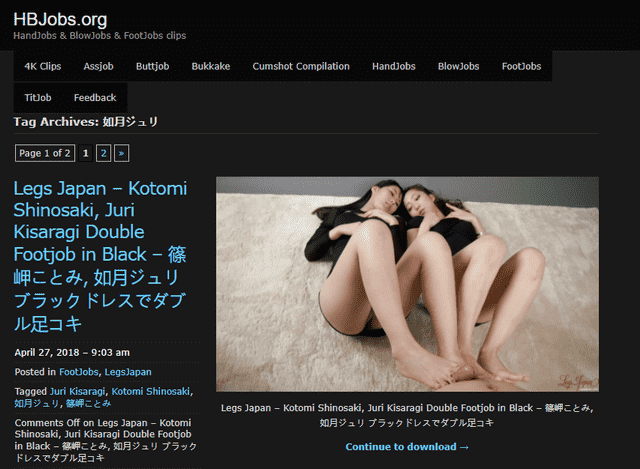 HBJobs.org
HandJobs & BlowJobs & FootJobs clips
4K Clips Assjob Buttjob Bukkake Cumshot Compilation HandJobs BlowJobs FootJobs
TitJob Feedback
Tag Archives: 如月ジュリ
Page 1 of 2 1 2 »
Legs Japan – Kotomi
Shinosaki, Juri
Kisaragi Double
Footjob in Black – 篠
岬ことみ, 如月ジュリ
ブラックドレスでダブ
ル足コキ
April 27, 2018 – 9:03 am
Posted in FootJobs, LegsJapan
Tagged Juri Kisaragi, Kotomi Shinosaki,
如月ジュリ, 篠岬ことみ
Comments Off on Legs Japan – Kotomi
Shinosaki, Juri Kisaragi Double Footjob
in Black – 篠岬ことみ, 如月ジュリ ブラック
ドレスでダブル足コキ
Legs Japan
Legs Japan – Kotomi Shinosaki, Juri Kisaragi Double Footjob in Black – 篠岬ことみ,
如月ジュリ ブラックドレスでダブル足コキ
Continue to download →